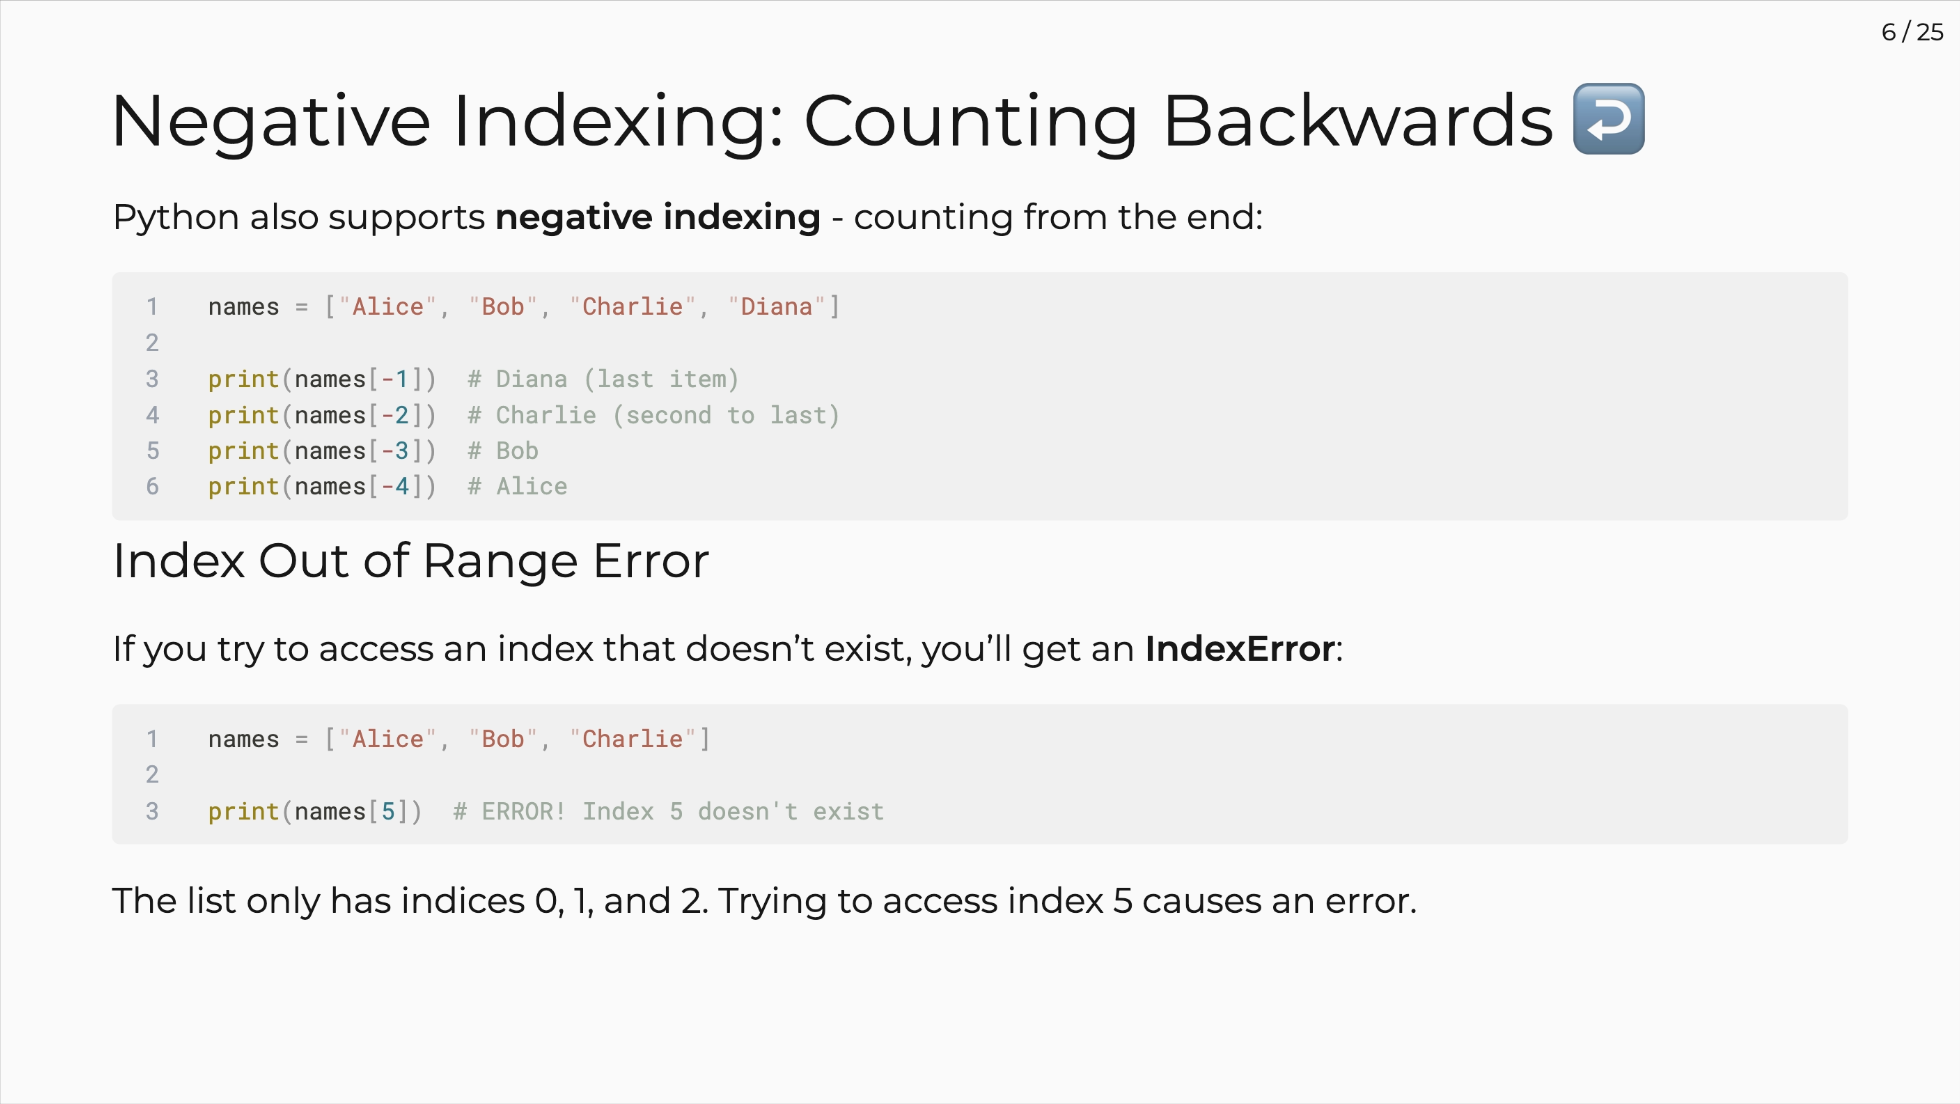 6 / 25
Negative Indexing: Counting Backwards ↩️
Python also supports negative indexing - counting from the end:
1 names = ["Alice", "Bob", "Charlie", "Diana"]
2
3 print(names[-1])  # Diana (last item)
4 print(names[-2])  # Charlie (second to last)
5 print(names[-3])  # Bob
6 print(names[-4])  # Alice
Index Out of Range Error
If you try to access an index that doesn’t exist, you’ll get an IndexError:
1 names = ["Alice", "Bob", "Charlie"]
2
3 print(names[5])  # ERROR! Index 5 doesn't exist
The list only has indices 0, 1, and 2. Trying to access index 5 causes an error.